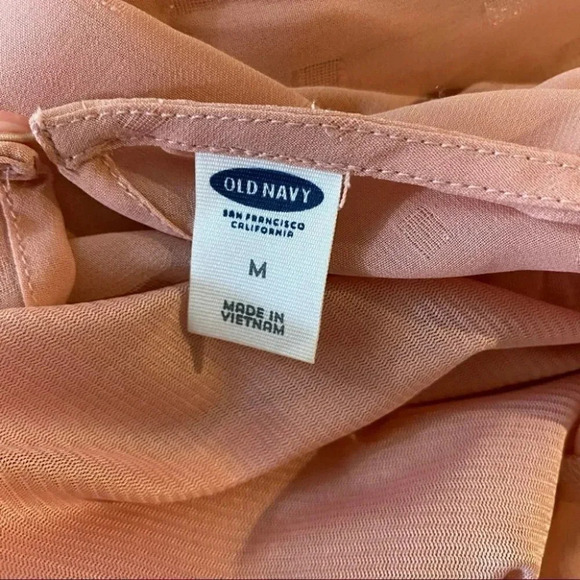 OLD NAVY
SAN FRANCISCO
CALIFORNIA
M
MADE IN
VIETNAM